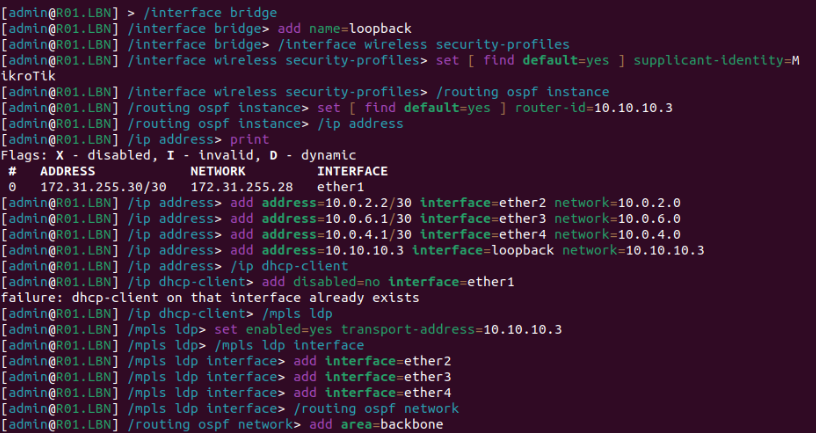 [admin@R01.LBN] > /interface bridge
[admin@R01.LBN] /interface bridge> add name=loopback
[admin@R01.LBN] /interface bridge> /interface wireless security-profiles
[admin@R01.LBN] /interface wireless security-profiles> set [ find default=yes ] supplicant-identity=M
ikroTik
[admin@R01.LBN] /interface wireless security-profiles> /routing ospf instance
[admin@R01.LBN] /routing ospf instance> set [ find default=yes ] router-id=10.10.10.3
[admin@R01.LBN] /routing ospf instance> /ip address
[admin@R01.LBN] /ip address> print
Flags: X - disabled, I - invalid, D - dynamic
 #   ADDRESS            NETWORK         INTERFACE
 0   172.31.255.30/30   172.31.255.28   ether1
[admin@R01.LBN] /ip address> add address=10.0.2.2/30 interface=ether2 network=10.0.2.0
[admin@R01.LBN] /ip address> add address=10.0.6.1/30 interface=ether3 network=10.0.6.0
[admin@R01.LBN] /ip address> add address=10.0.4.1/30 interface=ether4 network=10.0.4.0
[admin@R01.LBN] /ip address> add address=10.10.10.3 interface=loopback network=10.10.10.3
[admin@R01.LBN] /ip address> /ip dhcp-client
[admin@R01.LBN] /ip dhcp-client> add disabled=no interface=ether1
failure: dhcp-client on that interface already exists
[admin@R01.LBN] /ip dhcp-client> /mpls ldp
[admin@R01.LBN] /mpls ldp> set enabled=yes transport-address=10.10.10.3
[admin@R01.LBN] /mpls ldp> /mpls ldp interface
[admin@R01.LBN] /mpls ldp interface> add interface=ether2
[admin@R01.LBN] /mpls ldp interface> add interface=ether3
[admin@R01.LBN] /mpls ldp interface> add interface=ether4
[admin@R01.LBN] /mpls ldp interface> /routing ospf network
[admin@R01.LBN] /routing ospf network> add area=backbone